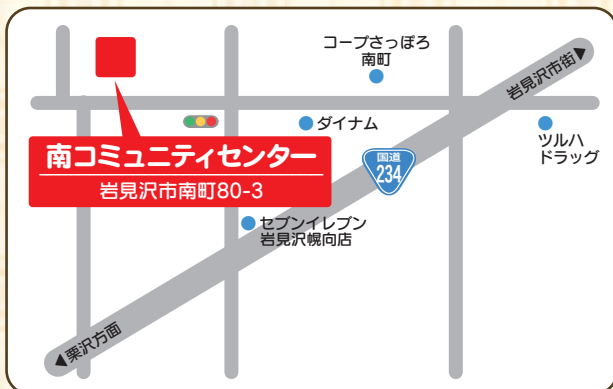 コープさっぽろ
南町
岩見沢市街▶
ダイナム
ツルハ
ドラッグ
南コミュニティセンター
岩見沢市南町80-3
国道
234
セブンイレブン
岩見沢幌向店
◀栗沢方面